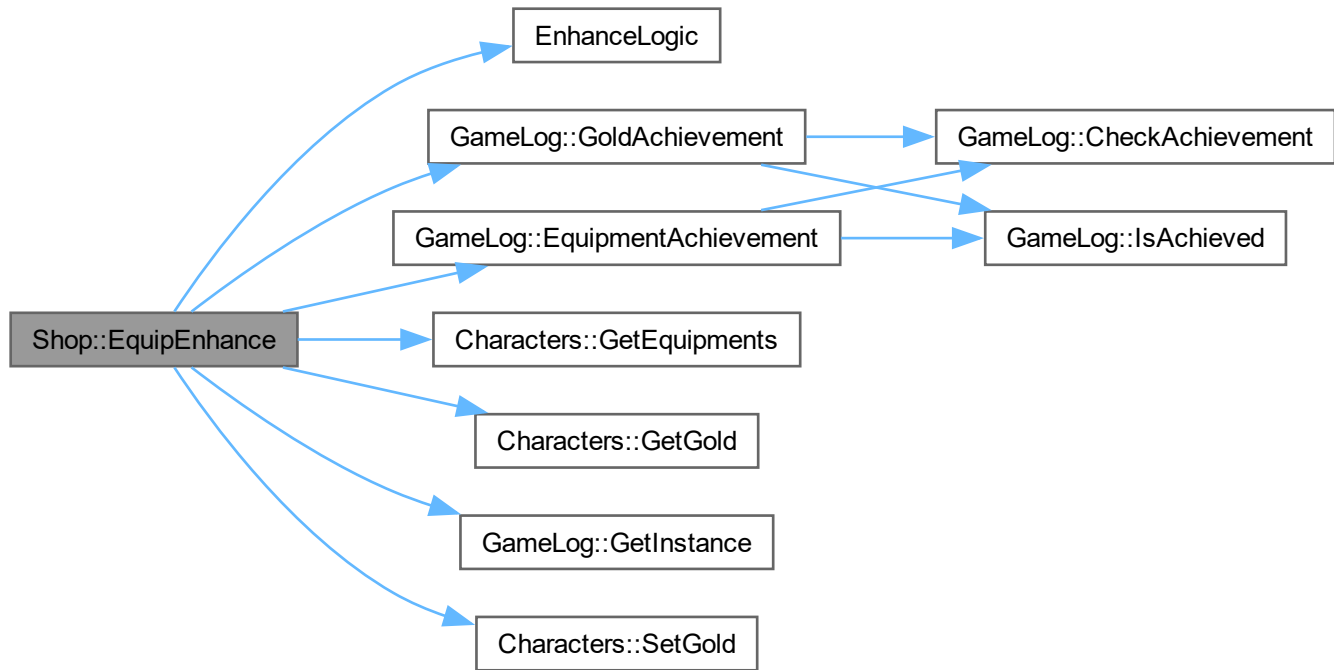 EnhanceLogic
GameLog::GoldAchievement
GameLog::CheckAchievement
GameLog::EquipmentAchievement
GameLog::IsAchieved
Shop::EquipEnhance
Characters::GetEquipments
Characters::GetGold
GameLog::GetInstance
Characters::SetGold